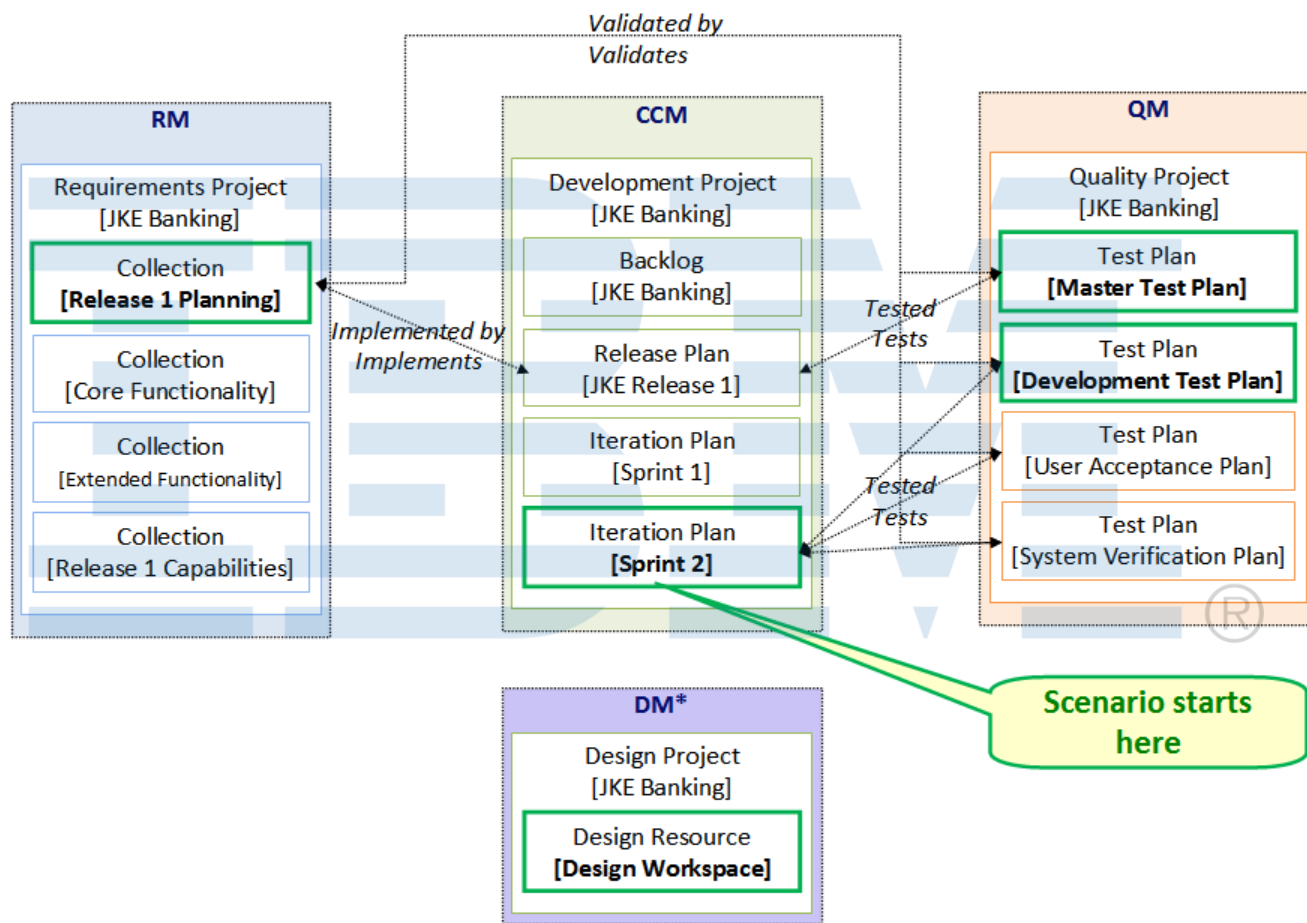 Validated by
Validates
RM
Requirements Project
[JKE Banking]
Collection
[Release 1 Planning]
Collection
[Core Functionality]
Collection
[Extended Functionality]
Collection
[Release 1 Capabilities]
Implemented by
Implements
CCM
Development Project
[JKE Banking]
Backlog
[JKE Banking]
Release Plan
[JKE Release 1]
Iteration Plan
[Sprint 1]
Iteration Plan
[Sprint 2]
Tested
Tests
Tested
Tests
QM
Quality Project
[JKE Banking]
Test Plan
[Master Test Plan]
Test Plan
[Development Test Plan]
Test Plan
[User Acceptance Plan]
Test Plan
[System Verification Plan]
IBM
®
Scenario starts
here
DM*
Design Project
[JKE Banking]
Design Resource
[Design Workspace]